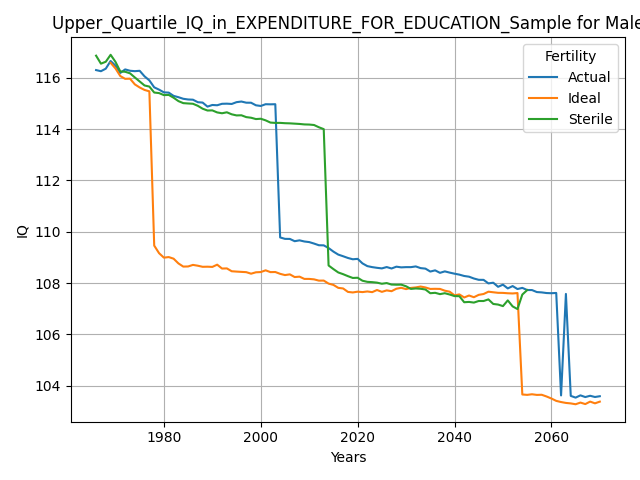 Upper_Quartile_IQ_in_EXPENDITURE_FOR_EDUCATION_Sample for Male
Fertility
Actual
Ideal
Sterile
IQ
116
114
112
110
108
106
104
1980
2000
2020
2040
2060
Years